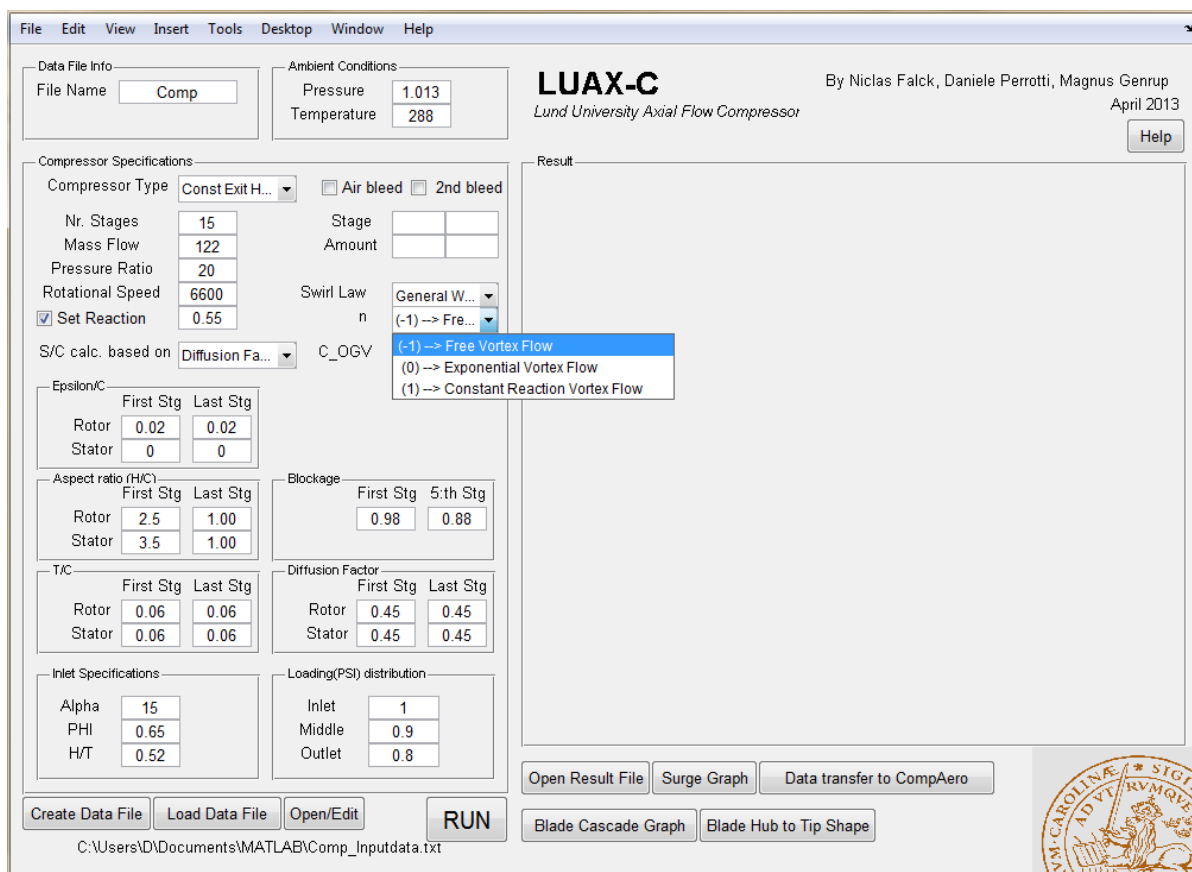 File Edit View Insert Tools Desktop Window Help
Data File Info
File Name Comp
Ambient Conditions
Pressure 1.013
Temperature 288
LUAX-C
Lund University Axial Flow Compressor
By Niclas Falck, Daniele Perrotti, Magnus Genrup
April 2013
Help
Compressor Specifications
Compressor Type Const Exit H... Air bleed 2nd bleed
Nr. Stages 15 Stage
Mass Flow 122 Amount
Pressure Ratio 20
Rotational Speed 6600 Swirl Law General W...
Set Reaction 0.55 n (-1) --> Fre...
S/C calc. based on Diffusion Fa... C_OGV
(-1) --> Free Vortex Flow
(0) --> Exponential Vortex Flow
(1) --> Constant Reaction Vortex Flow
Epsilon/C
First Stg Last Stg
Rotor 0.02 0.02
Stator 0 0
Aspect ratio (H/C)
First Stg Last Stg
Rotor 2.5 1.00
Stator 3.5 1.00
Blockage
First Stg 5:th Stg
0.98 0.88
T/C
First Stg Last Stg
Rotor 0.06 0.06
Stator 0.06 0.06
Diffusion Factor
First Stg Last Stg
Rotor 0.45 0.45
Stator 0.45 0.45
Inlet Specifications
Alpha 15
PHI 0.65
H/T 0.52
Loading(PSI) distribution
Inlet 1
Middle 0.9
Outlet 0.8
Create Data File Load Data File Open/Edit RUN
C:\Users\D\Documents\MATLAB\Comp_Inputdata.txt
Result
Open Result File Surge Graph Data transfer to CompAero
Blade Cascade Graph Blade Hub to Tip Shape